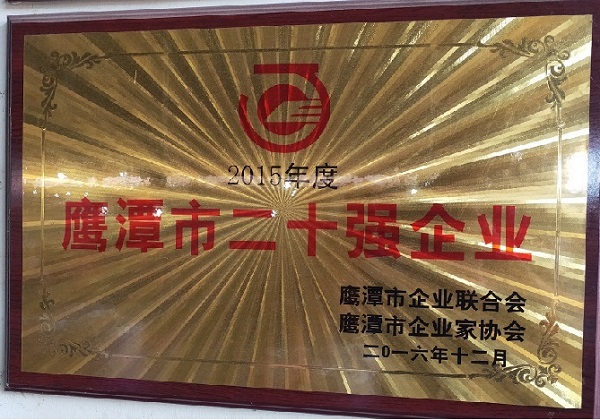 2015年度
鹰潭市二十强企业
鹰潭市企业联合会
鹰潭市企业家协会
二0一六年十二月